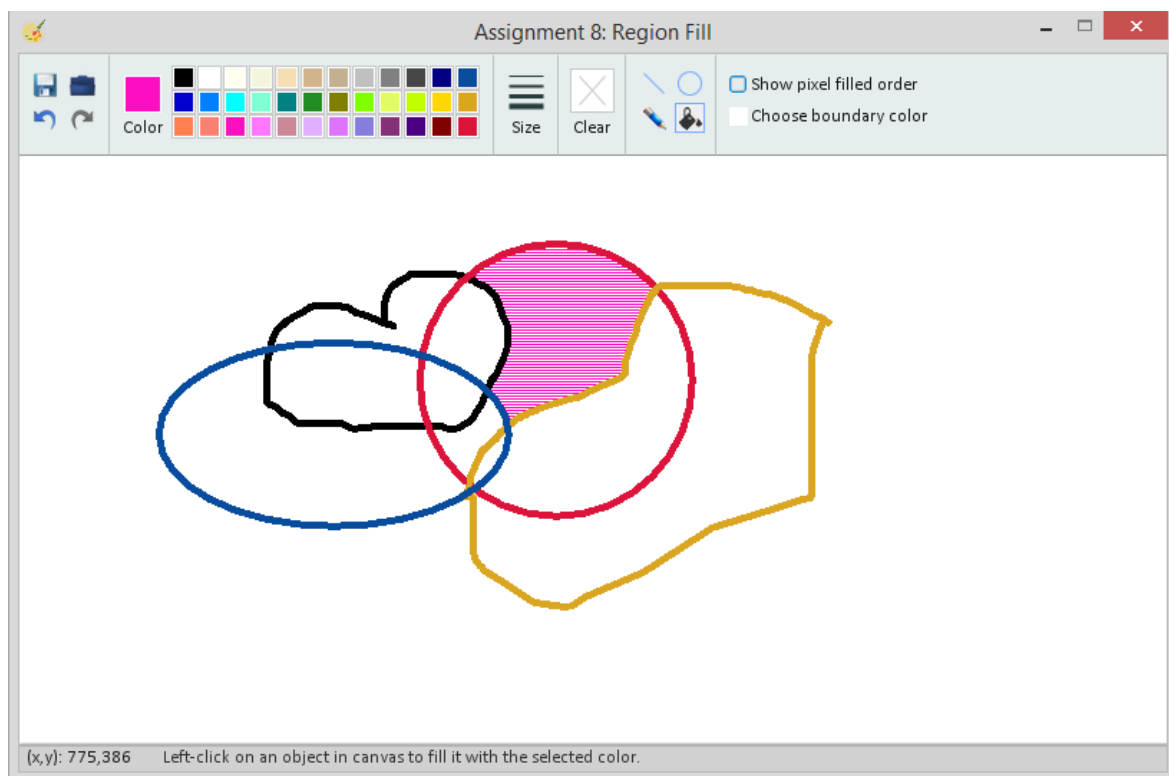 Assignment 8: Region Fill
Color
Size
Clear
Show pixel filled order
Choose boundary color
(x,y): 775,386 Left-click on an object in canvas to fill it with the selected color.